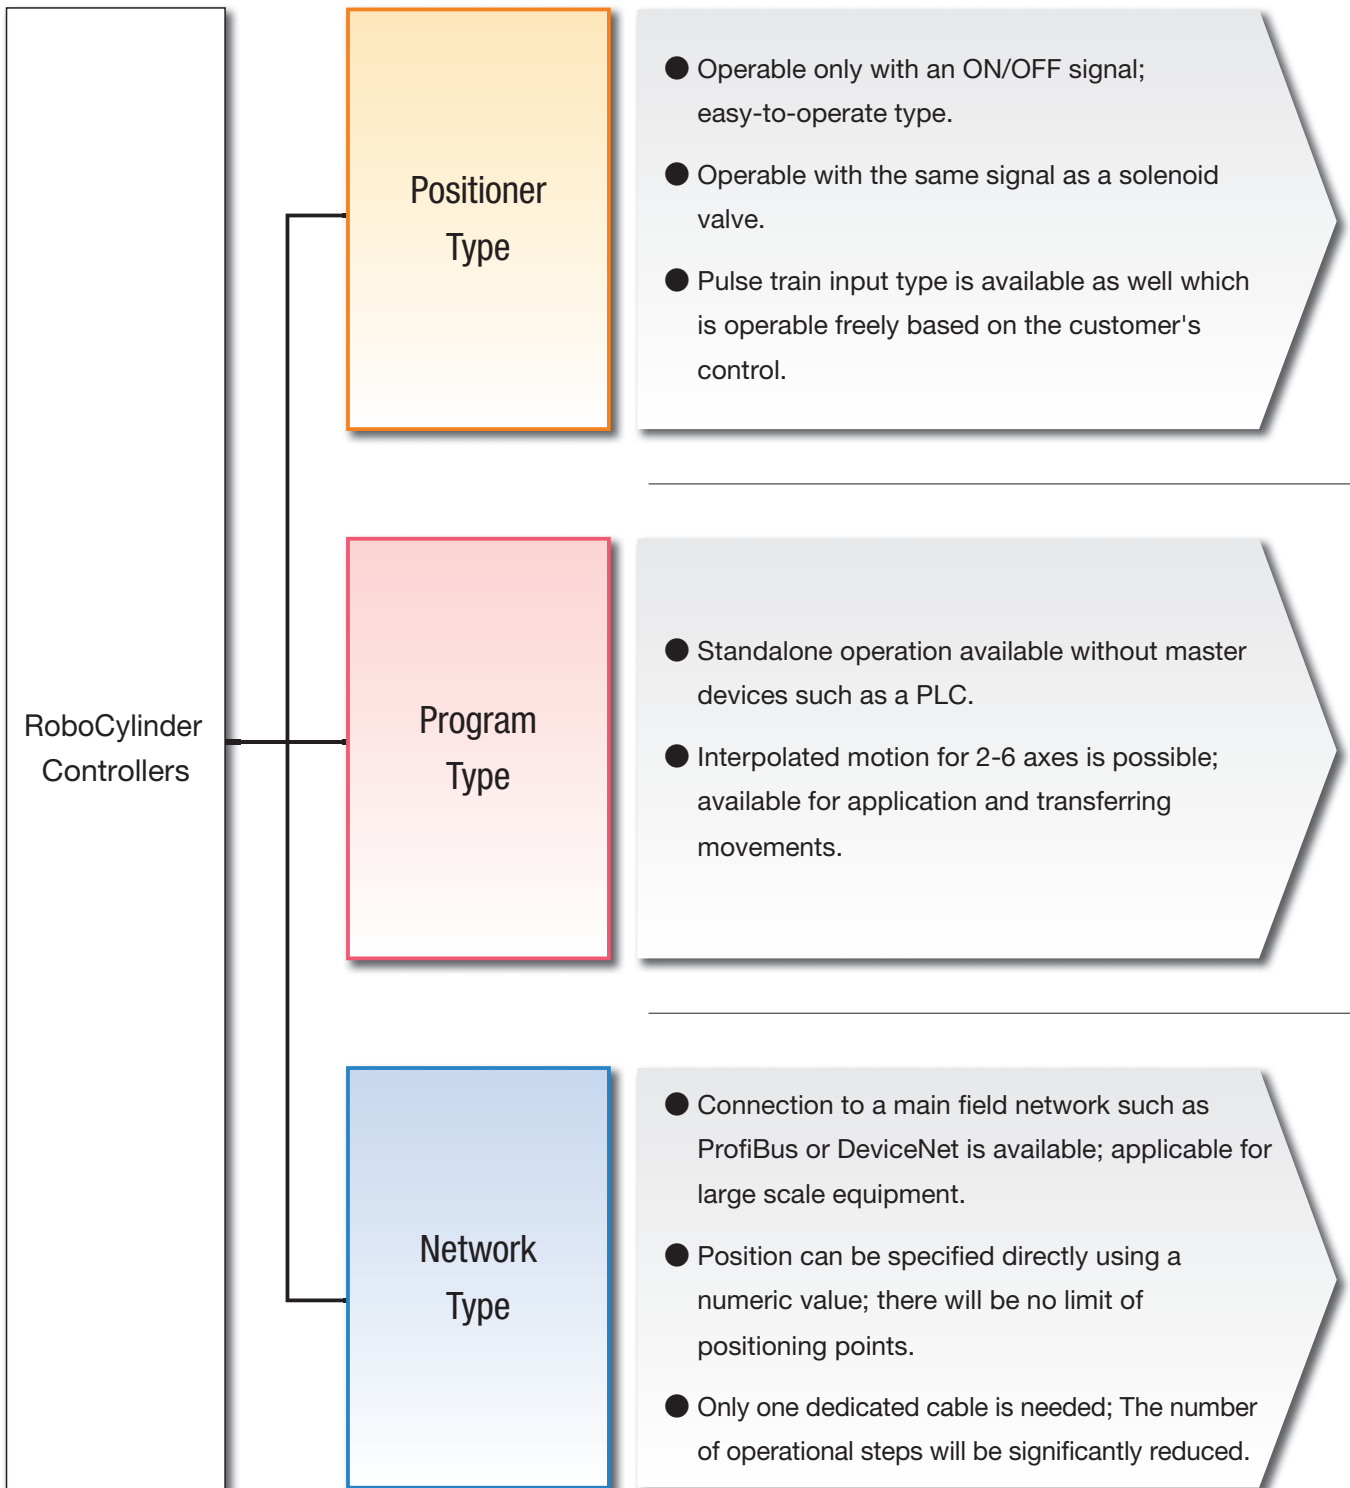 RoboCylinder
Controllers
Positioner
Type
● Operable only with an ON/OFF signal;
easy-to-operate type.
● Operable with the same signal as a solenoid
valve.
● Pulse train input type is available as well which
is operable freely based on the customer's
control.
Program
Type
● Standalone operation available without master
devices such as a PLC.
● Interpolated motion for 2-6 axes is possible;
available for application and transferring
movements.
Network
Type
● Connection to a main field network such as
ProfiBus or DeviceNet is available; applicable for
large scale equipment.
● Position can be specified directly using a
numeric value; there will be no limit of
positioning points.
● Only one dedicated cable is needed; The number
of operational steps will be significantly reduced.